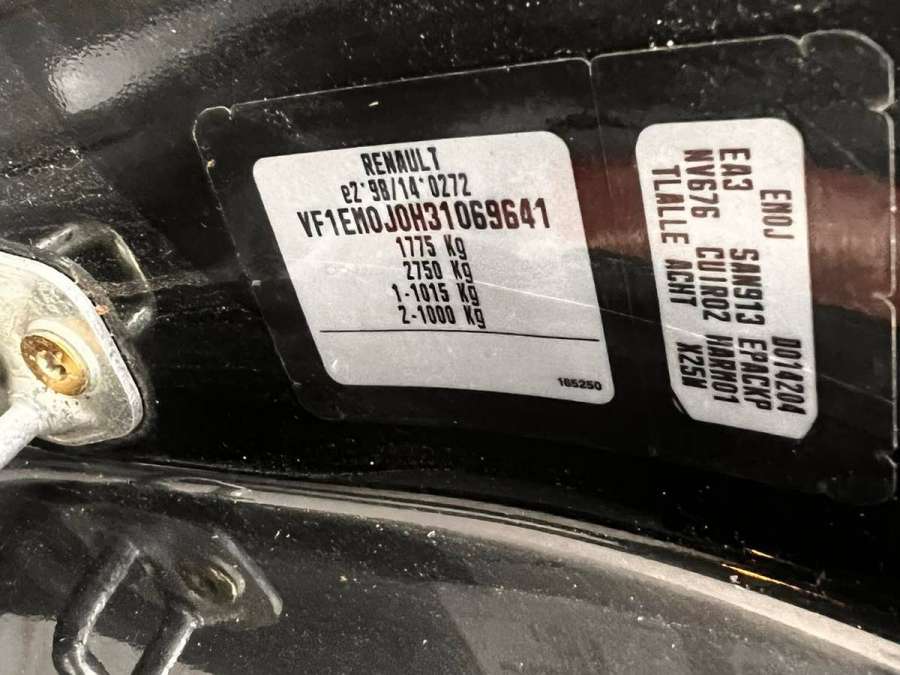 RENAULT
e2*98/14*0272
VF1EM0J0H31069641
1775 Kg
2750 Kg
1-1015 Kg
2-1000 Kg
165250
ENOJ D014204
EA3 SAN913 EPACKP
NV676 CUIR02 HARM01
TLALLE ACHT X25W